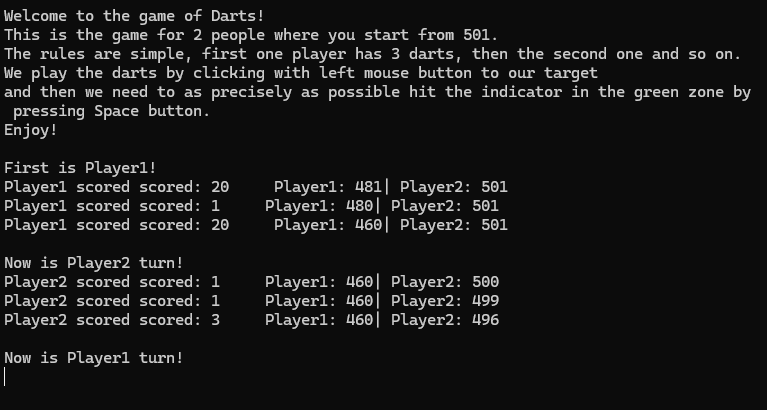 Welcome to the game of Darts!
This is the game for 2 people where you start from 501.
The rules are simple, first one player has 3 darts, then the second one and so on.
We play the darts by clicking with left mouse button to our target
and then we need to as precisely as possible hit the indicator in the green zone by
 pressing Space button.
Enjoy!

First is Player1!
Player1 scored scored: 20     Player1: 481| Player2: 501
Player1 scored scored: 1     Player1: 480| Player2: 501
Player1 scored scored: 20     Player1: 460| Player2: 501

Now is Player2 turn!
Player2 scored scored: 1     Player1: 460| Player2: 500
Player2 scored scored: 1     Player1: 460| Player2: 499
Player2 scored scored: 3     Player1: 460| Player2: 496

Now is Player1 turn!